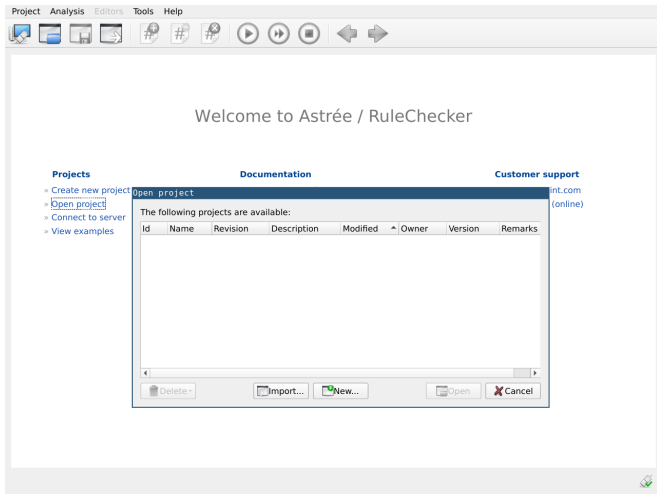 Project Analysis Editors Tools Help
Welcome to Astrée / RuleChecker
Projects Documentation Customer support
» Create new project
» Open project
» Connect to server
» View examples
int.com
(online)
Open project
The following projects are available:
Id Name Revision Description Modified Owner Version Remarks
Delete Import... New... Open Cancel